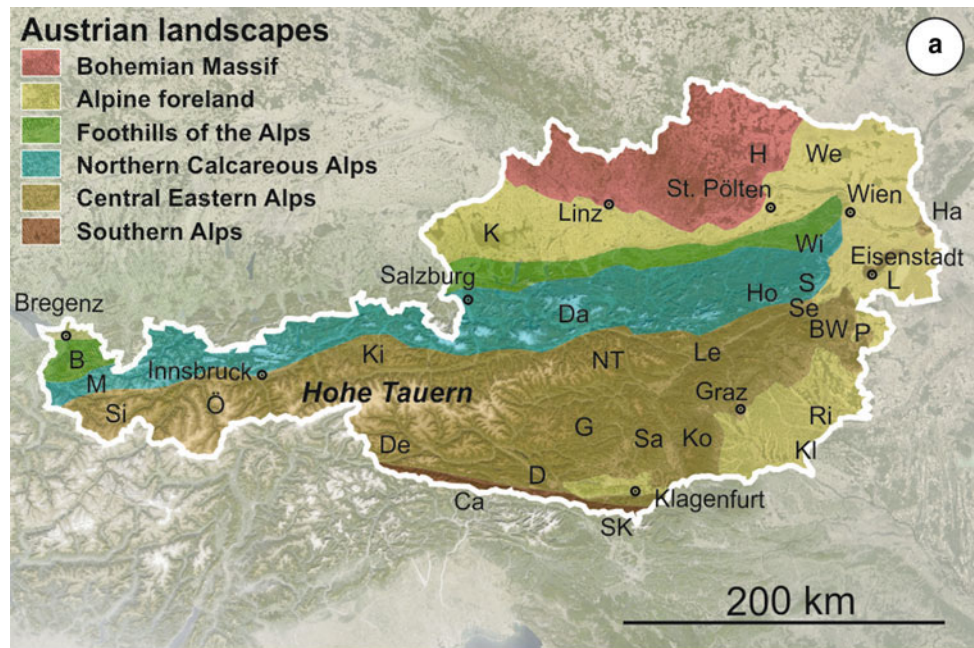 Austrian landscapes
a
Bohemian Massif
Alpine foreland
Foothills of the Alps
Northern Calcareous Alps
Central Eastern Alps
Southern Alps
H
We
St. Pölten
Linz
Wien
Ha
K
Wi
Eisenstadt
Salzburg
S
L
Ho
Se
Bregenz
Da
BW
P
B
Ki
NT
Le
M
Innsbruck
Hohe Tauern
Graz
Si
Ö
G
Ri
De
Sa
Ko
Kl
D
Ca
Klagenfurt
SK
200 km